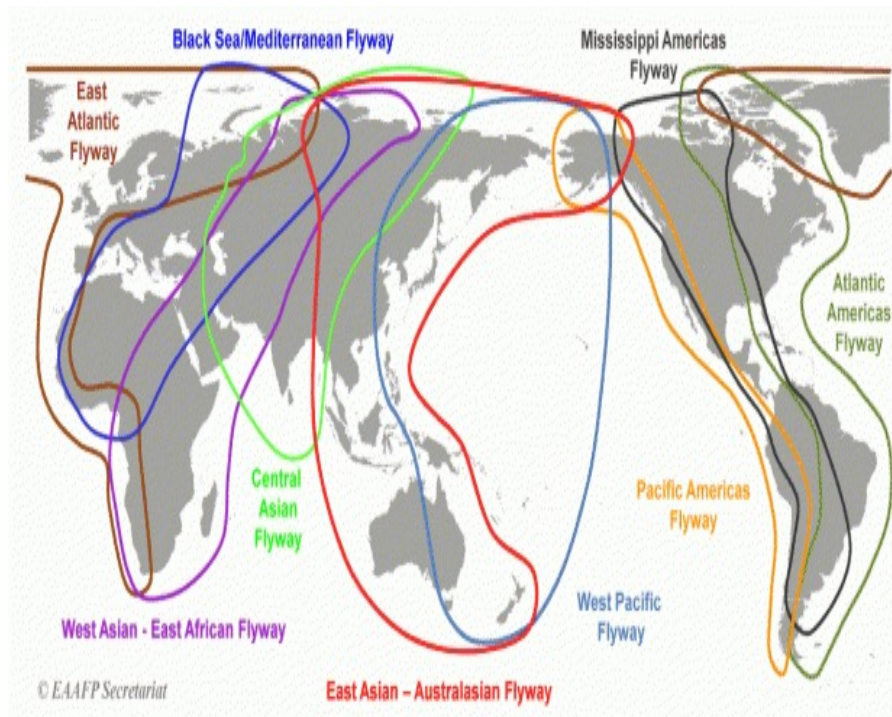 Black Sea/Mediterranean Flyway
Mississippi Americas
Flyway
East
Atlantic
Flyway
Atlantic
Americas
Flyway
Central
Asian
Flyway
Pacific Americas
Flyway
West Pacific
Flyway
West Asian - East African Flyway
© EAAFP Secretariat
East Asian – Australasian Flyway